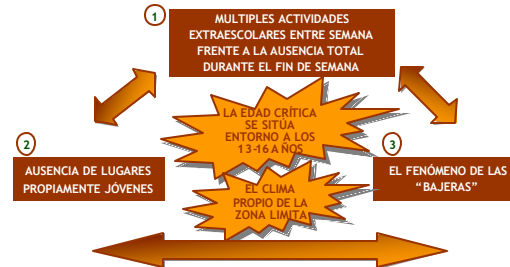 1
MULTIPLES ACTIVIDADES
EXTRAESCOLARES ENTRE SEMANA
FRENTE A LA AUSENCIA TOTAL
DURANTE EL FIN DE SEMANA
LA EDAD CRÍTICA
SE SITÚA
ENTORNO A LOS
13-16 AÑOS
2
AUSENCIA DE LUGARES
PROPIAMENTE JÓVENES
3
EL FENÓMENO DE LAS
“BAJERAS”
EL CLIMA
PROPIO DE LA
ZONA LIMITA